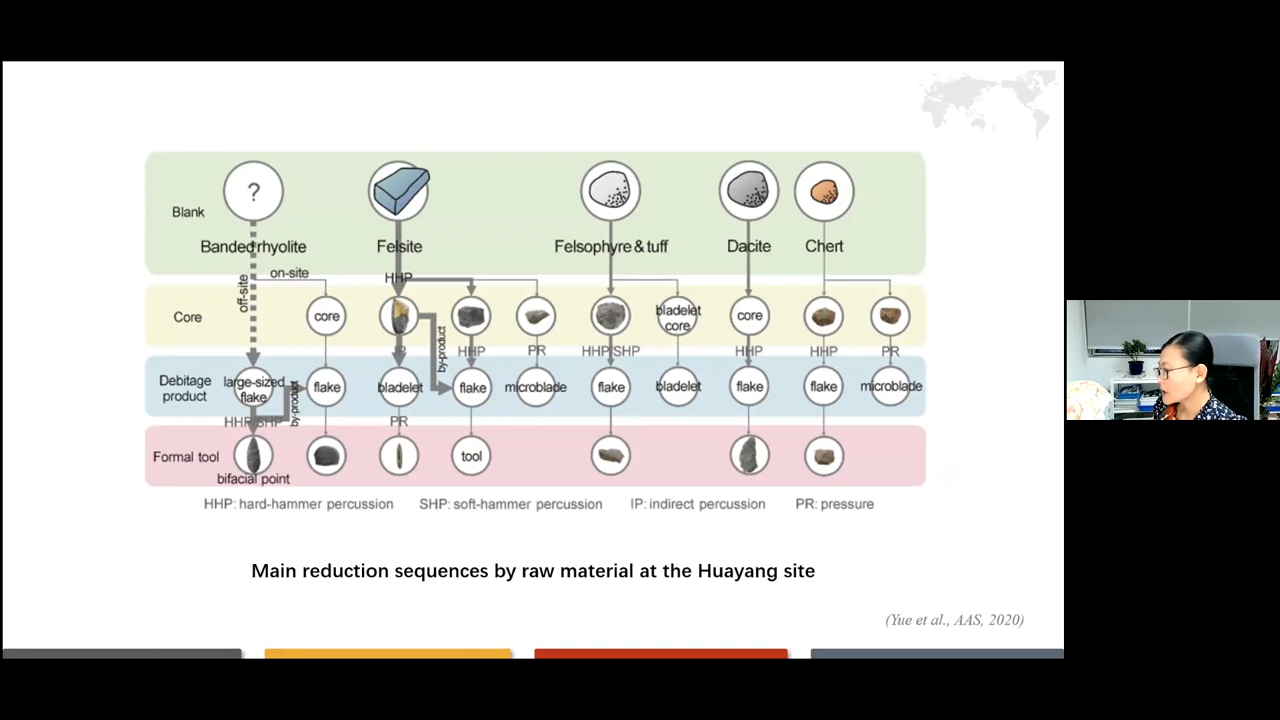 ?
Blank
Banded rhyolite
Felsite
Felsophyre & tuff
Dacite
Chert
off-site
on-site
HHP
Core
core
bladelet
core
core
by-product
HHP
PR
HHP/SHP
HHP
HHP
PR
Debitage
product
large-sized
flake
by-product
flake
bladelet
flake
microblade
flake
bladelet
flake
flake
microblade
HHP/SHP
PR
Formal tool
tool
bifacial point
HHP: hard-hammer percussion SHP: soft-hammer percussion IP: indirect percussion PR: pressure
Main reduction sequences by raw material at the Huayang site
(Yue et al., AAS, 2020)